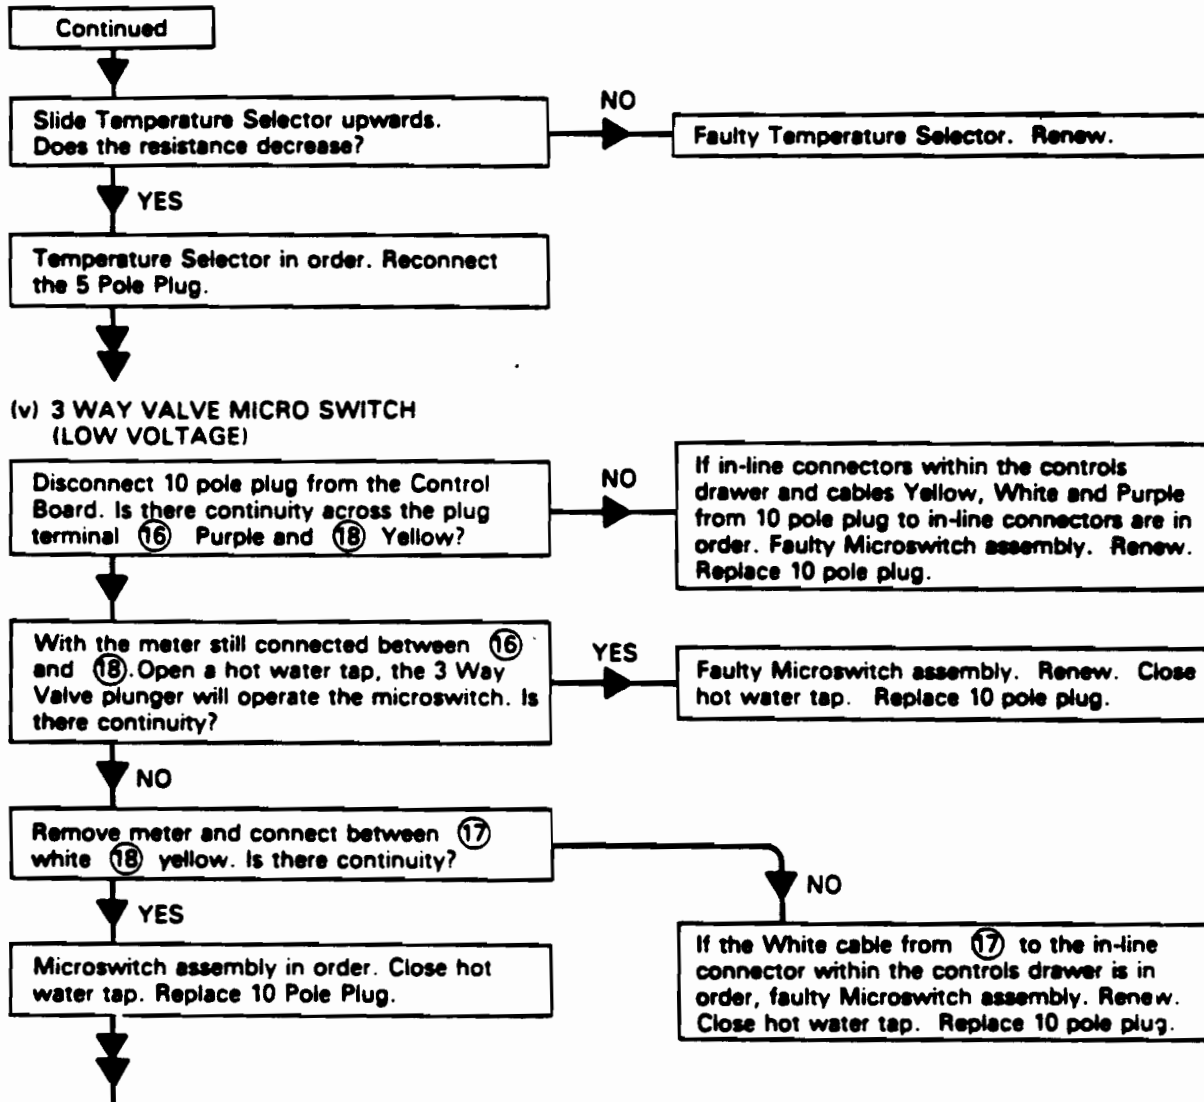 Continued
Slide Temperature Selector upwards.
Does the resistance decrease?
NO
Faulty Temperature Selector. Renew.
YES
Temperature Selector in order. Reconnect
the 5 Pole Plug.
(v) 3 WAY VALVE MICRO SWITCH
(LOW VOLTAGE)
Disconnect 10 pole plug from the Control
Board. Is there continuity across the plug
terminal ⑯ Purple and ⑱ Yellow?
NO
If in-line connectors within the controls
drawer and cables Yellow, White and Purple
from 10 pole plug to in-line connectors are in
order. Faulty Microswitch assembly. Renew.
Replace 10 pole plug.
With the meter still connected between ⑯
and ⑱. Open a hot water tap, the 3 Way
Valve plunger will operate the microswitch. Is
there continuity?
YES
Faulty Microswitch assembly. Renew. Close
hot water tap. Replace 10 pole plug.
NO
Remove meter and connect between ⑰
white ⑱ yellow. Is there continuity?
NO
YES
If the White cable from ⑰ to the in-line
connector within the controls drawer is in
order, faulty Microswitch assembly. Renew.
Close hot water tap. Replace 10 pole plug.
Microswitch assembly in order. Close hot
water tap. Replace 10 Pole Plug.